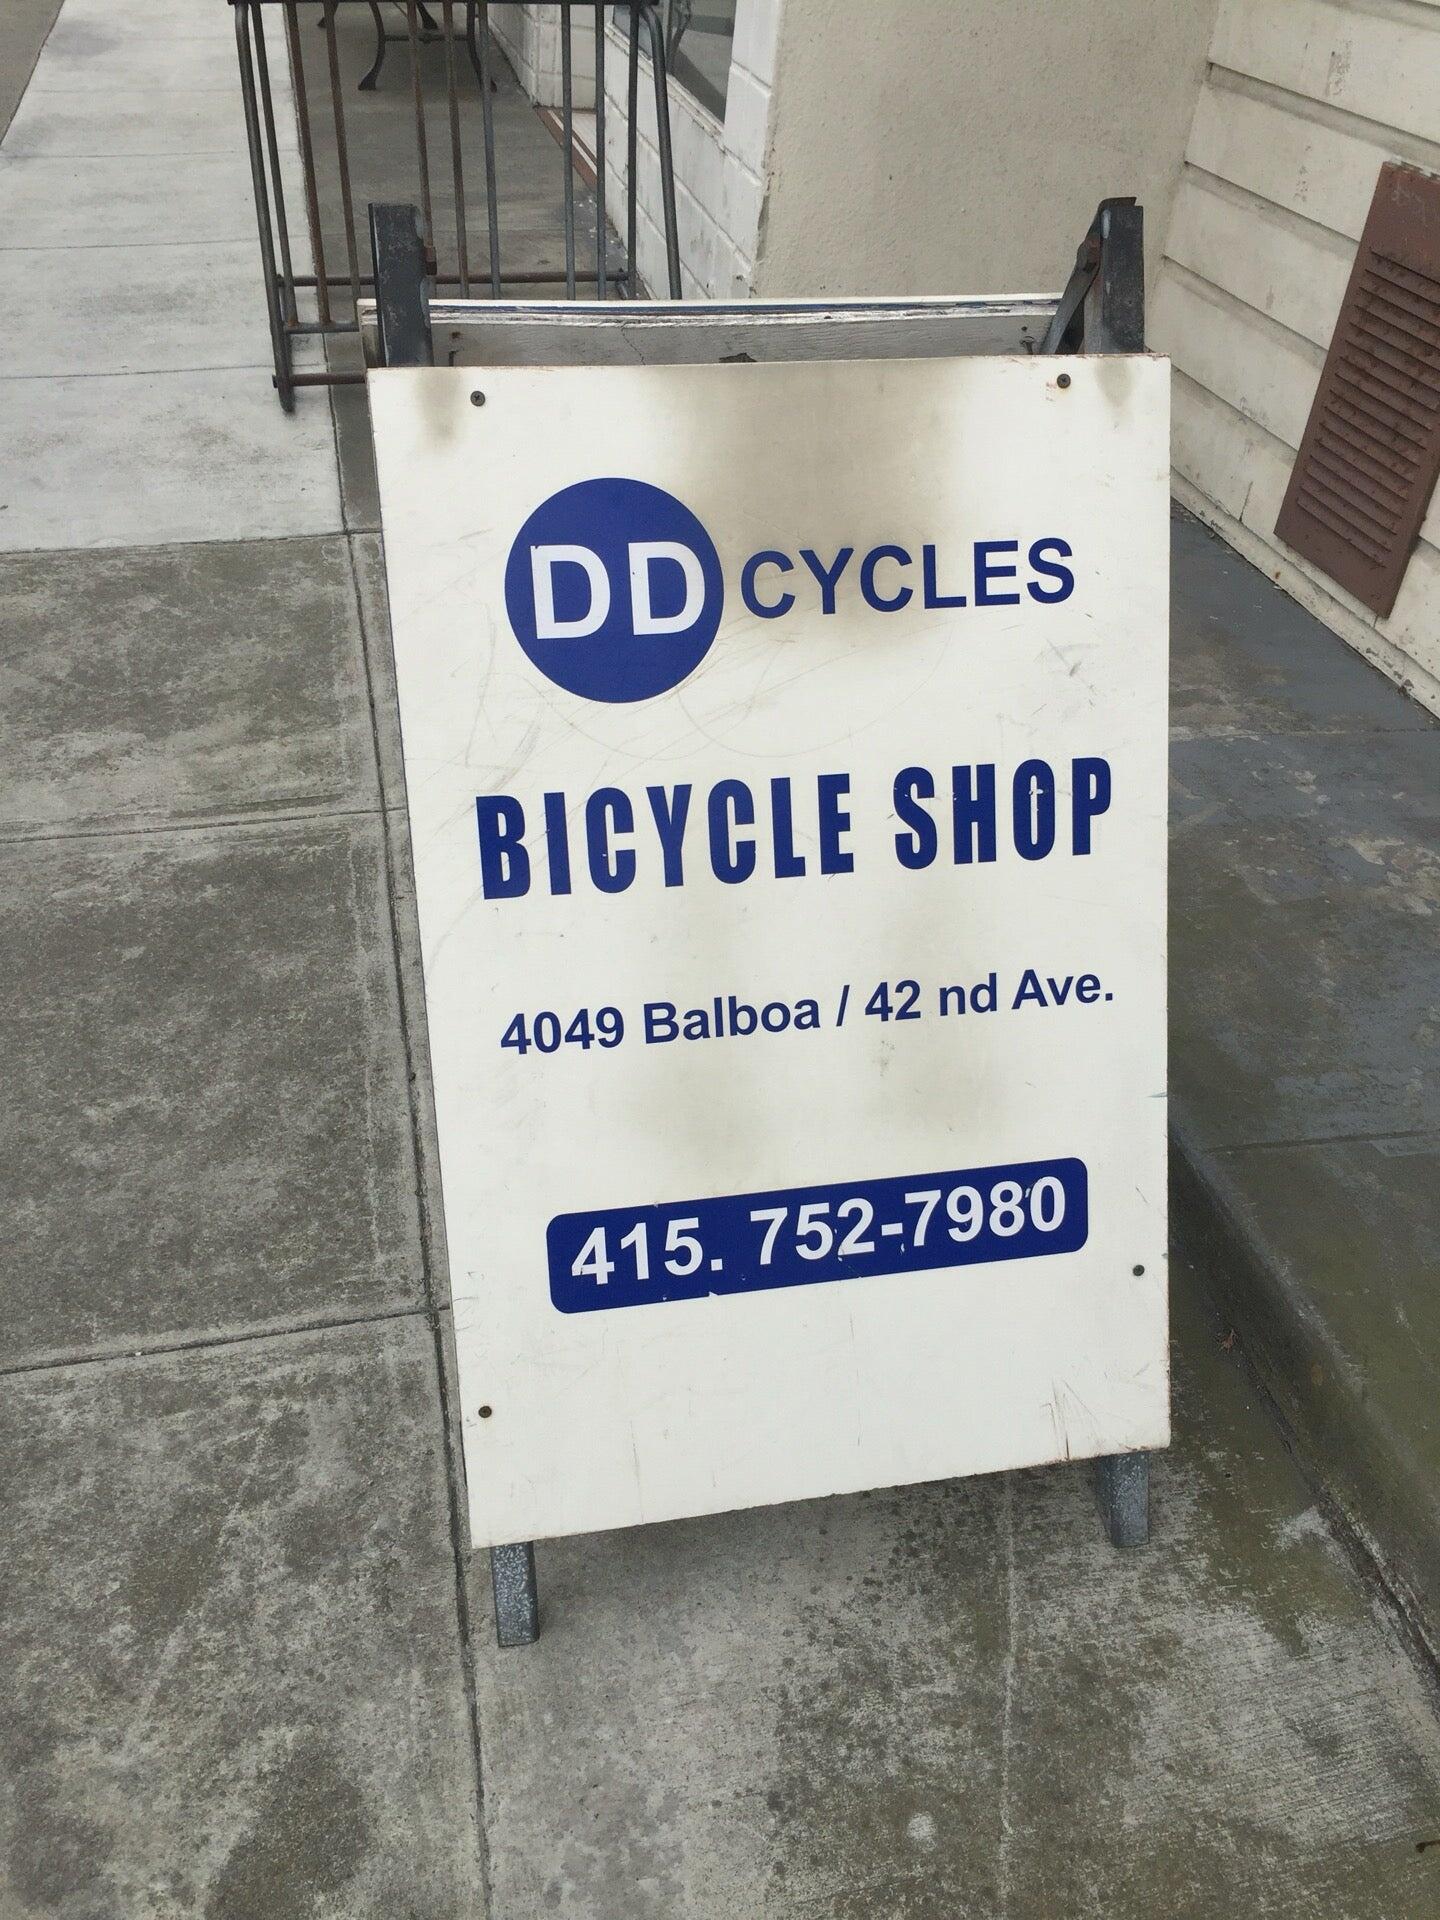 DD CYCLES
BICYCLE SHOP
4049 Balboa / 42 nd Ave.
415. 752-7980